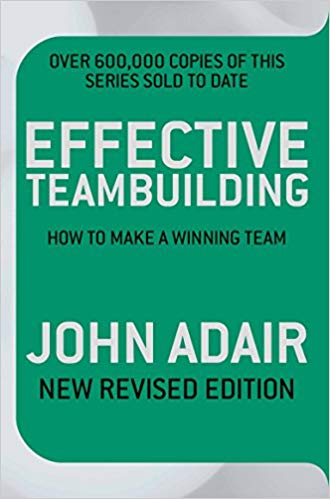 OVER 600,000 COPIES OF THIS
SERIES SOLD TO DATE
EFFECTIVE
TEAMBUILDING
HOW TO MAKE A WINNING TEAM
JOHN ADAIR
NEW REVISED EDITION